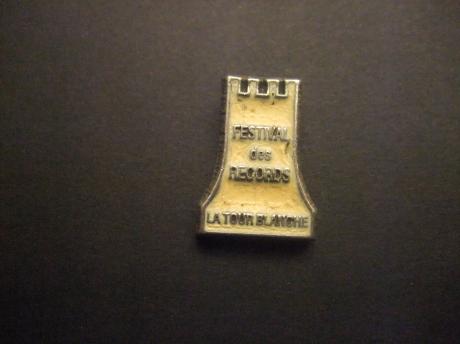 FESTIVAL
des
RECORDS
LA TOUR BLANCHE